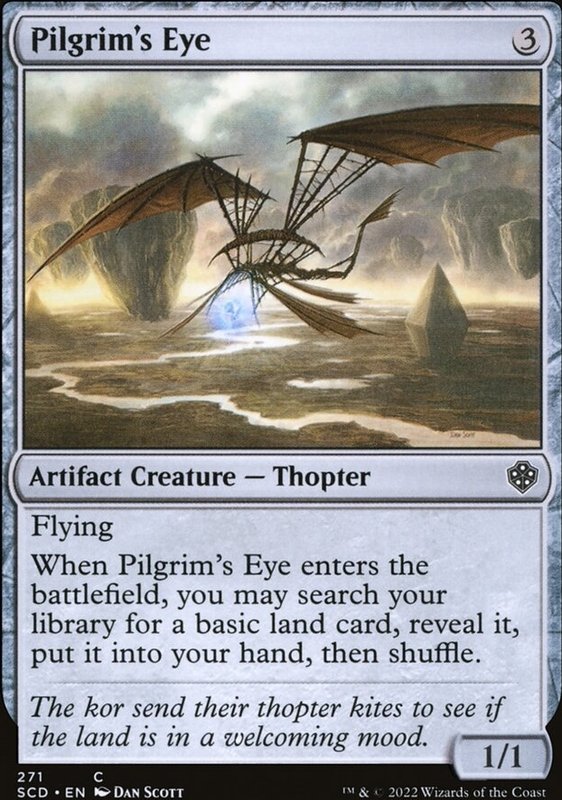 Pilgrim's Eye 3
Artifact Creature — Thopter
Flying
When Pilgrim's Eye enters the
battlefield, you may search your
library for a basic land card, reveal it,
put it into your hand, then shuffle.
The kor send their thopter kites to see if
the land is in a welcoming mood.
1/1
271 C
SCD • EN Dan Scott
™ & © 2022 Wizards of the Coast